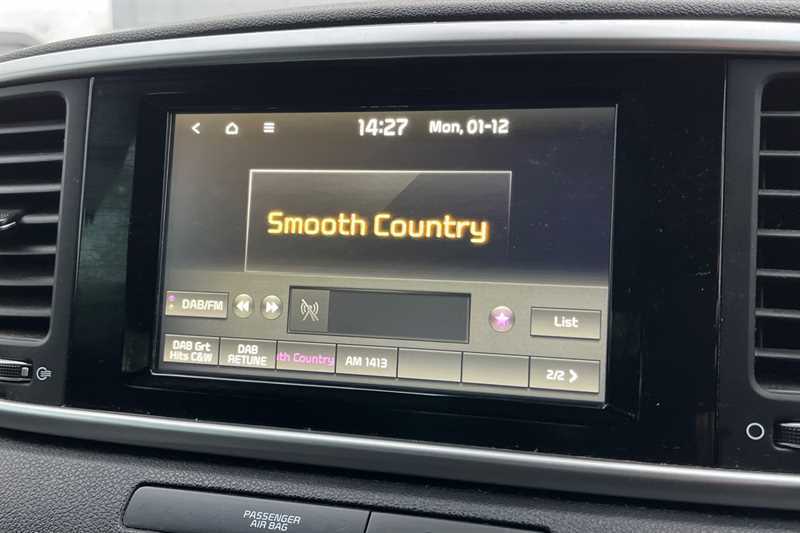 14:27 Mon, 01-12
Smooth Country
DAB/FM
List
DAB Grt
Hits C&W
DAB
RETUNE
th Country
AM 1413
2/2
PASSENGER
AIR BAG